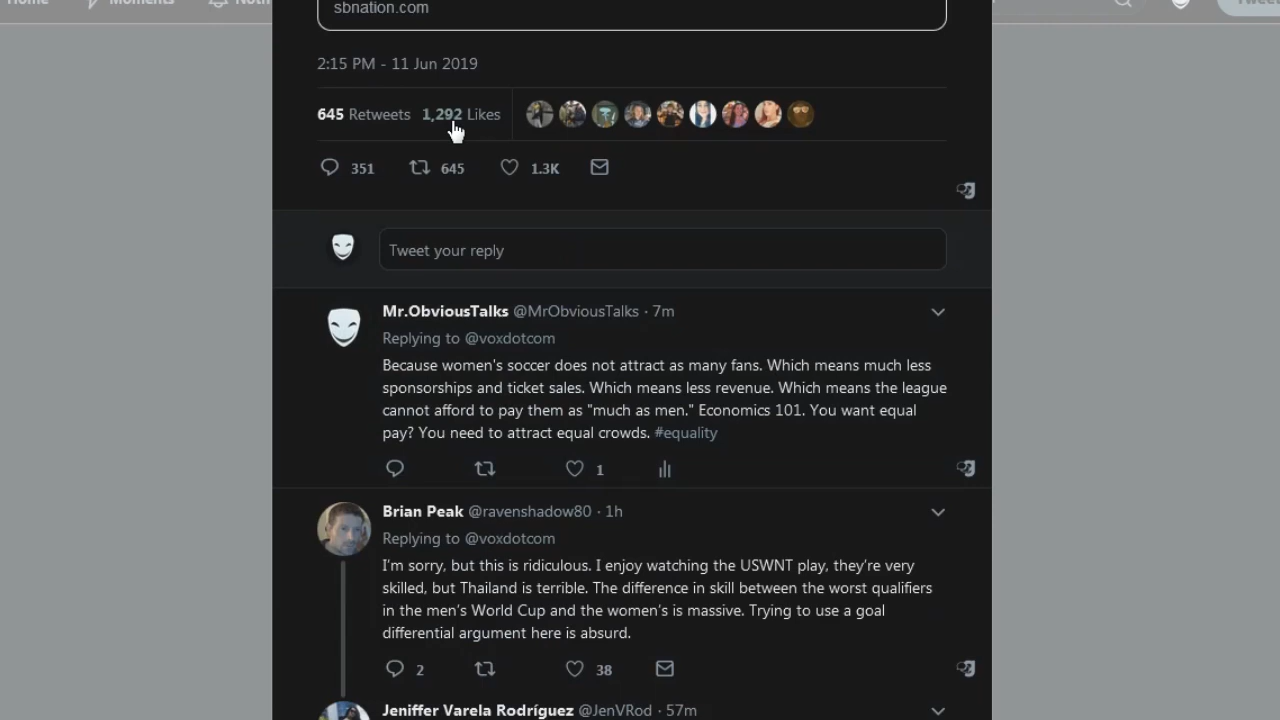 Home Moments
sbnation.com
2:15 PM - 11 Jun 2019
645 Retweets 1,292 Likes
351 645 1.3K
Tweet your reply
Mr.ObviousTalks @MrObviousTalks · 7m
Replying to @voxdotcom
Because women's soccer does not attract as many fans. Which means much less
sponsorships and ticket sales. Which means less revenue. Which means the league
cannot afford to pay them as "much as men." Economics 101. You want equal
pay? You need to attract equal crowds. #equality
1
Brian Peak @ravenshadow80 · 1h
Replying to @voxdotcom
I'm sorry, but this is ridiculous. I enjoy watching the USWNT play, they're very
skilled, but Thailand is terrible. The difference in skill between the worst qualifiers
in the men's World Cup and the women's is massive. Trying to use a goal
differential argument here is absurd.
2 38
Jeniffer Varela Rodríguez @JenVRod · 57m